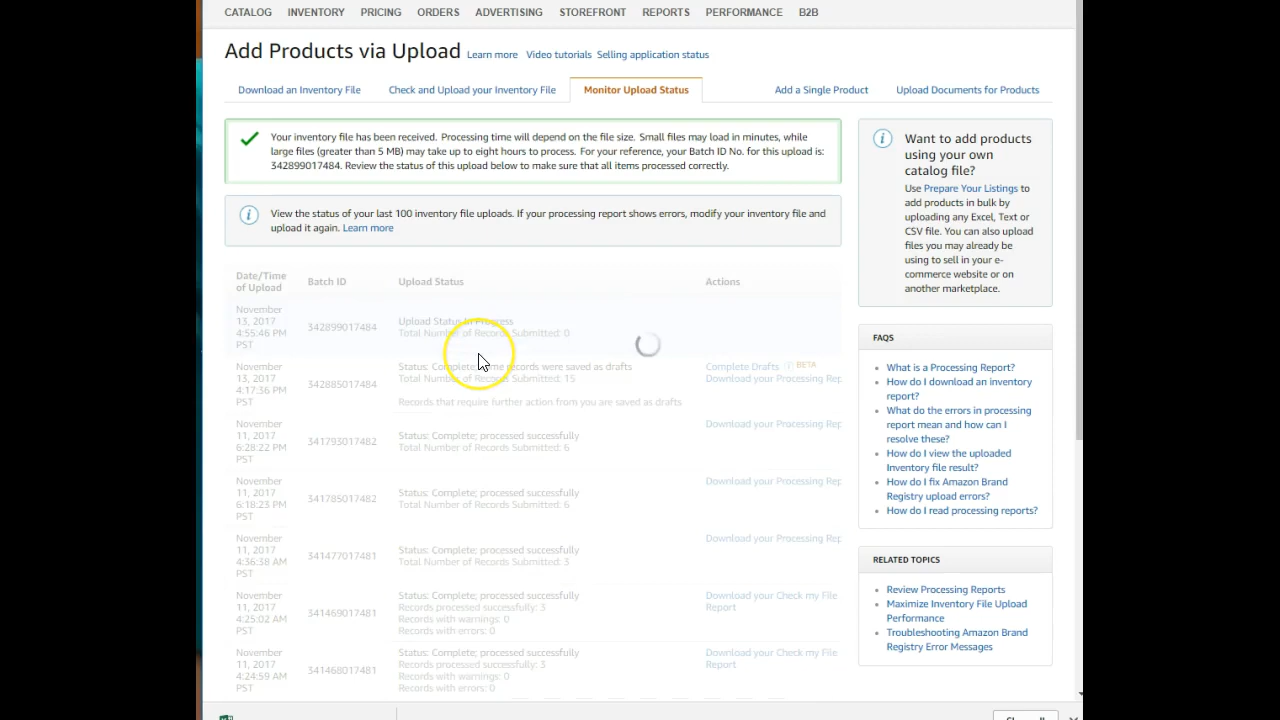 CATALOG INVENTORY PRICING ORDERS ADVERTISING STOREFRONT REPORTS PERFORMANCE B2B
Add Products via Upload Learn more Video tutorials Selling application status
Download an Inventory File Check and Upload your Inventory File Monitor Upload Status Add a Single Product Upload Documents for Products
Your inventory file has been received. Processing time will depend on the file size. Small files may load in minutes, while
large files (greater than 5 MB) may take up to eight hours to process. For your reference, your Batch ID No. for this upload is:
342899017484. Review the status of this upload below to make sure that all items processed correctly.
View the status of your last 100 inventory file uploads. If your processing report shows errors, modify your inventory file and
upload it again. Learn more
Date/Time
of Upload
Batch ID
Upload Status
Actions
November
13, 2017
4:55:46 PM
PST
342899017484
Upload Status In Progress
Total Number of Records Submitted: 0
November
13, 2017
4:17:36 PM
PST
342885017484
Status: Complete; some records were saved as drafts
Total Number of Records Submitted: 15
Records that require further action from you are saved as drafts
Complete Drafts BETA
Download your Processing Rep
November
11, 2017
6:28:22 PM
PST
341793017482
Status: Complete; processed successfully
Total Number of Records Submitted: 6
Download your Processing Rep
November
11, 2017
6:18:23 PM
PST
341785017482
Status: Complete; processed successfully
Total Number of Records Submitted: 6
Download your Processing Rep
November
11, 2017
4:36:38 AM
PST
341477017481
Status: Complete; processed successfully
Total Number of Records Submitted: 3
Download your Processing Rep
November
11, 2017
4:25:02 AM
PST
341469017481
Status: Complete; processed successfully
Records processed successfully: 3
Records with warnings: 0
Records with errors: 0
Download your Check my File
Report
November
11, 2017
4:24:59 AM
PST
341468017481
Status: Complete; processed successfully
Records processed successfully: 3
Records with warnings: 0
Records with errors: 0
Download your Check my File
Report
Want to add products
using your own
catalog file?
Use Prepare Your Listings to
add products in bulk by
uploading any Excel, Text or
CSV file. You can also upload
files you may already be
using to sell in your e-
commerce website or on
another marketplace.
FAQS
What is a Processing Report?
How do I download an inventory
report?
What do the errors in processing
report mean and how can I
resolve these?
How do I view the uploaded
Inventory file result?
How do I fix Amazon Brand
Registry upload errors?
How do I read processing reports?
RELATED TOPICS
Review Processing Reports
Maximize Inventory File Upload
Performance
Troubleshooting Amazon Brand
Registry Error Messages